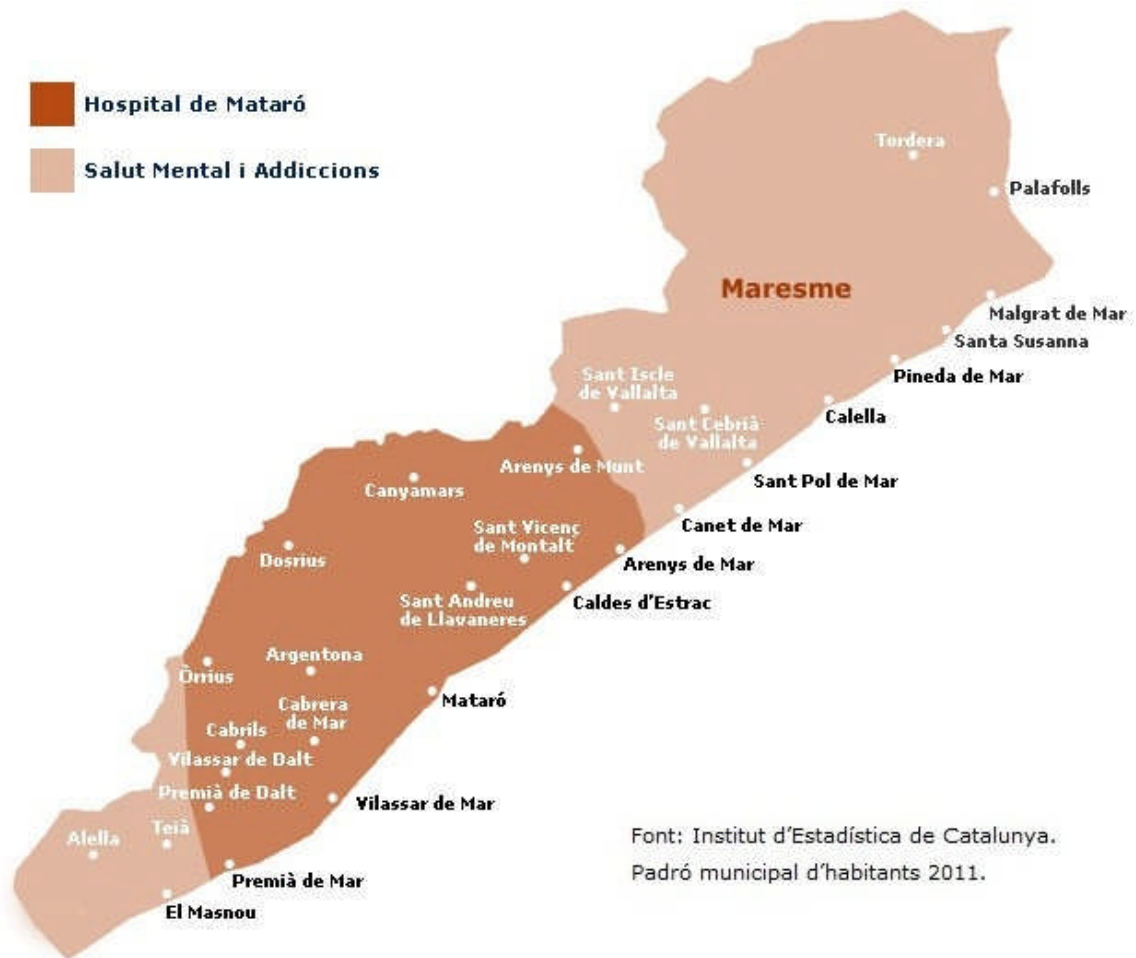 Hospital de Mataró
Salut Mental i Addiccions
Tordera
Palafolls
Maresme
Malgrat de Mar
Santa Susanna
Pineda de Mar
Sant Iscle
de Vallalta
Calella
Sant Cebrià
de Vallalta
Arenys de Munt
Sant Pol de Mar
Canyamars
Canet de Mar
Sant Vicenç
de Montalt
Dosrius
Arenys de Mar
Sant Andreu
de Llavaneres
Caldes d'Estrac
Argentona
Òrrius
Mataró
Cabrera
de Mar
Cabrils
Vilassar de Dalt
Premià de Dalt
Vilassar de Mar
Teià
Alella
Premià de Mar
El Masnou
Font: Institut d'Estadística de Catalunya.
Padró municipal d'habitants 2011.